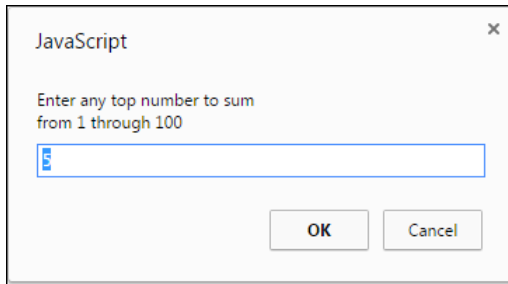 JavaScript
Enter any top number to sum
from 1 through 100
5
OK
Cancel